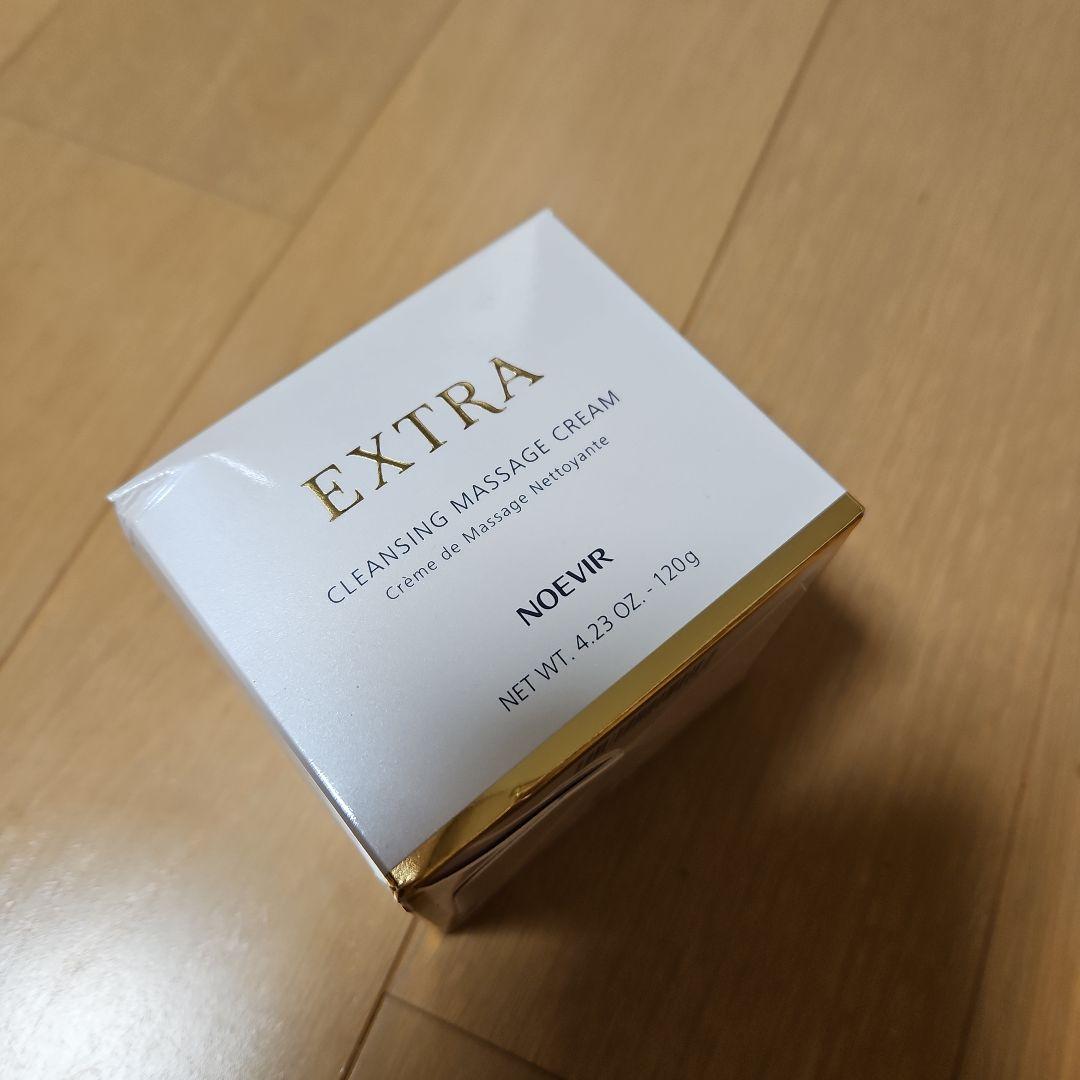 EXTRA
CLEANSING MASSAGE CREAM
Crème de Massage Nettoyante
NOEVIR
NET WT. 4.23 OZ. - 120g